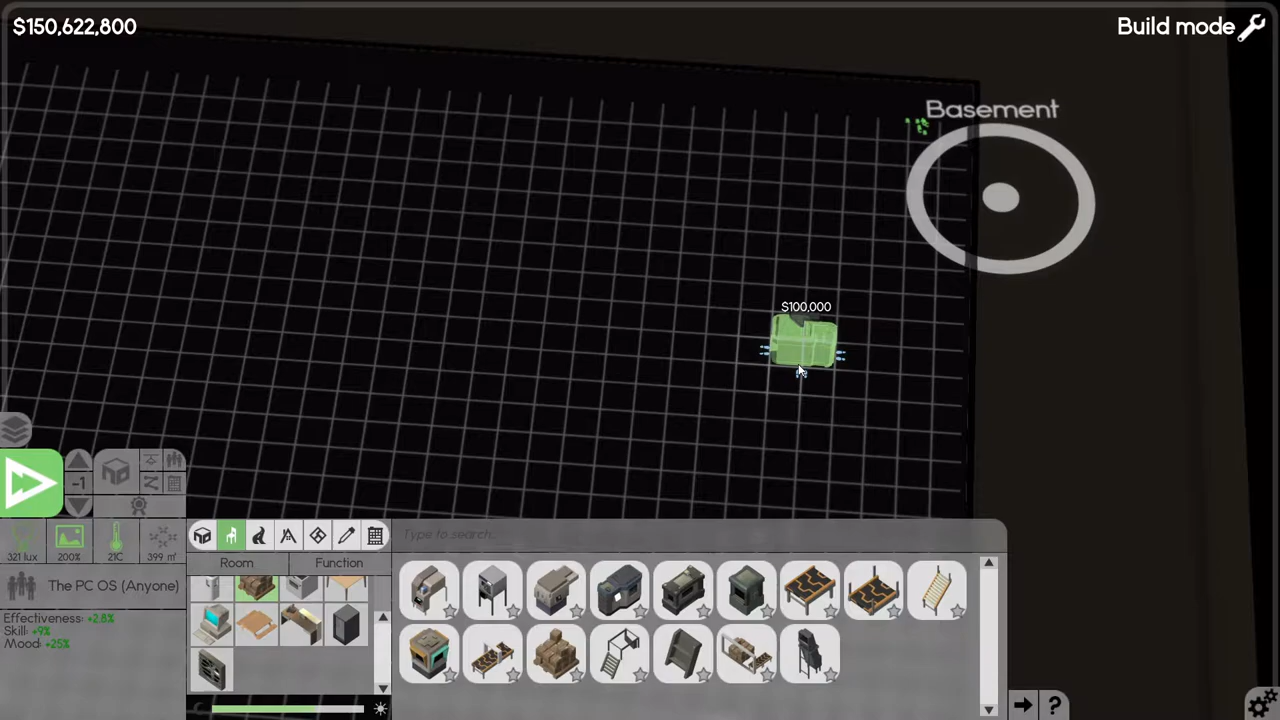 $150,622,800
Build mode
Basement
$100,000
-1
321 lux
200%
21C
399 m²
Type to search...
Room
Function
The PC OS (Anyone)
Effectiveness: +2.8%
Skill: +9%
Mood: +25%
?